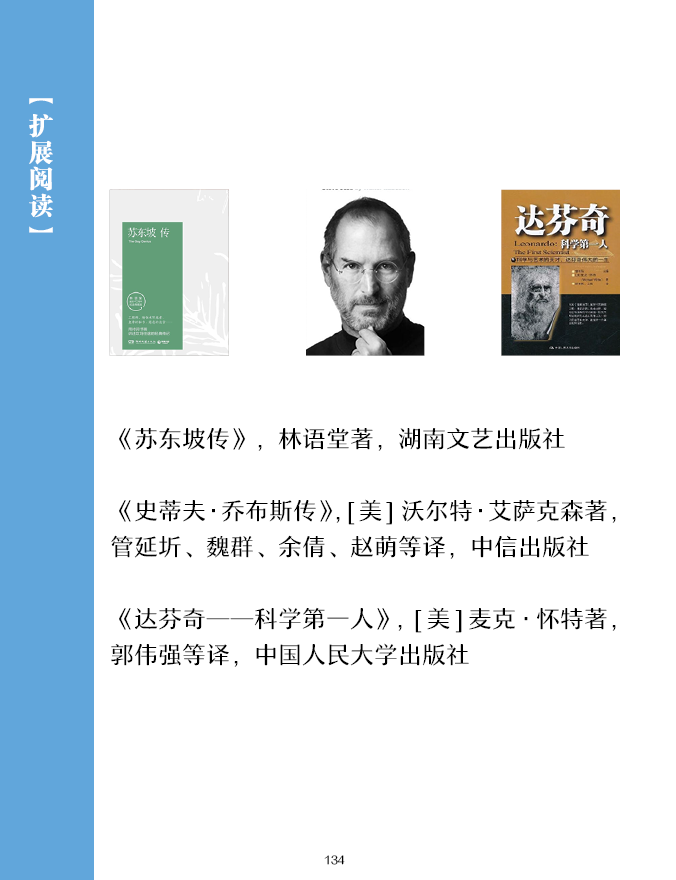 【扩展阅读】
苏东坡 传
达芬奇
Leonardo:
科学第一人
The First Scientist
《苏东坡传》，林语堂著，湖南文艺出版社
《史蒂夫·乔布斯传》，[美] 沃尔特·艾萨克森著，
管延圻、魏群、余倩、赵萌等译，中信出版社
《达芬奇——科学第一人》，[美] 麦克·怀特著，
郭伟强等译，中国人民大学出版社
134